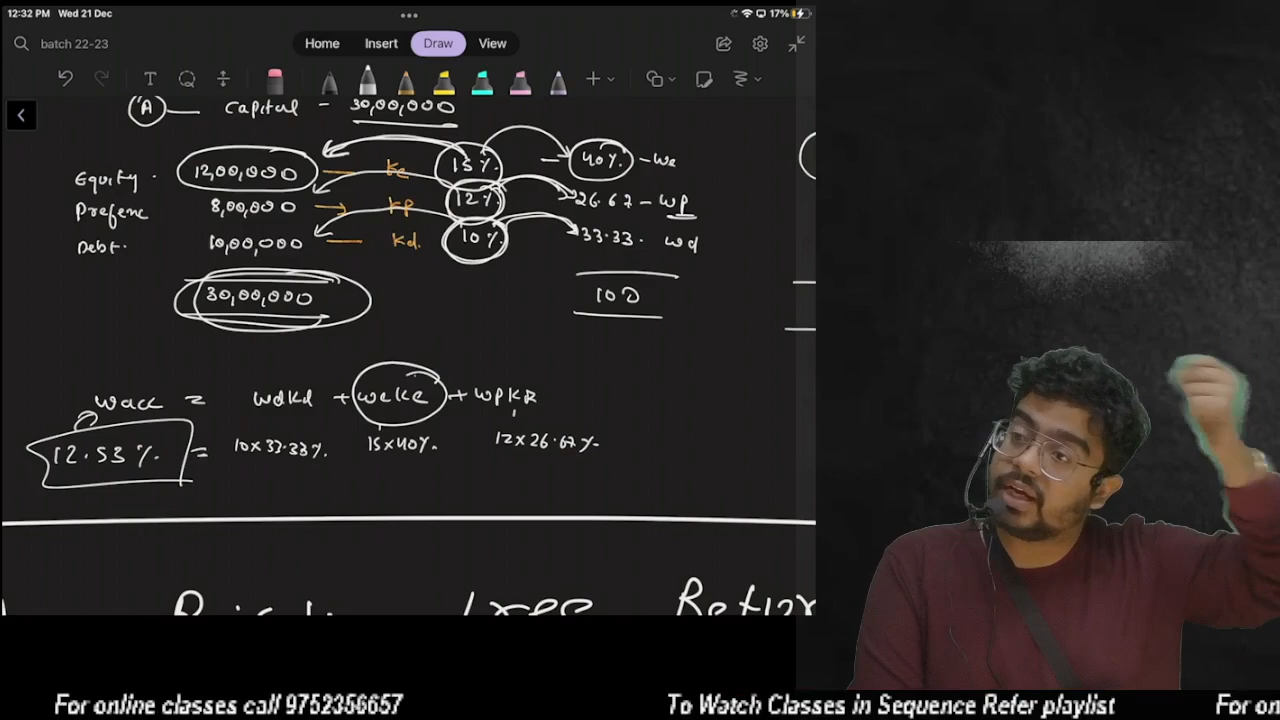 12:32 PM Wed 21 Dec
17%
batch 22-23
Home Insert Draw View
(A) — Capital - 30,00,000
Equity . 12,00,000 — Ke 15% — 40% - We
Prefenc 8,00,000 → Kp 12% 26.67 - Wp
Debt . 10,00,000 — Kd. 10% 33.33. Wd
30,00,000 100
Wacc = WdKd + WeKe + WpKp
12.53 % = 10 x 33.33 %. 15 x 40 %. 12 x 26.67 %.
free
For online classes call 9752356657 To Watch Classes in Sequence Refer playlist For on